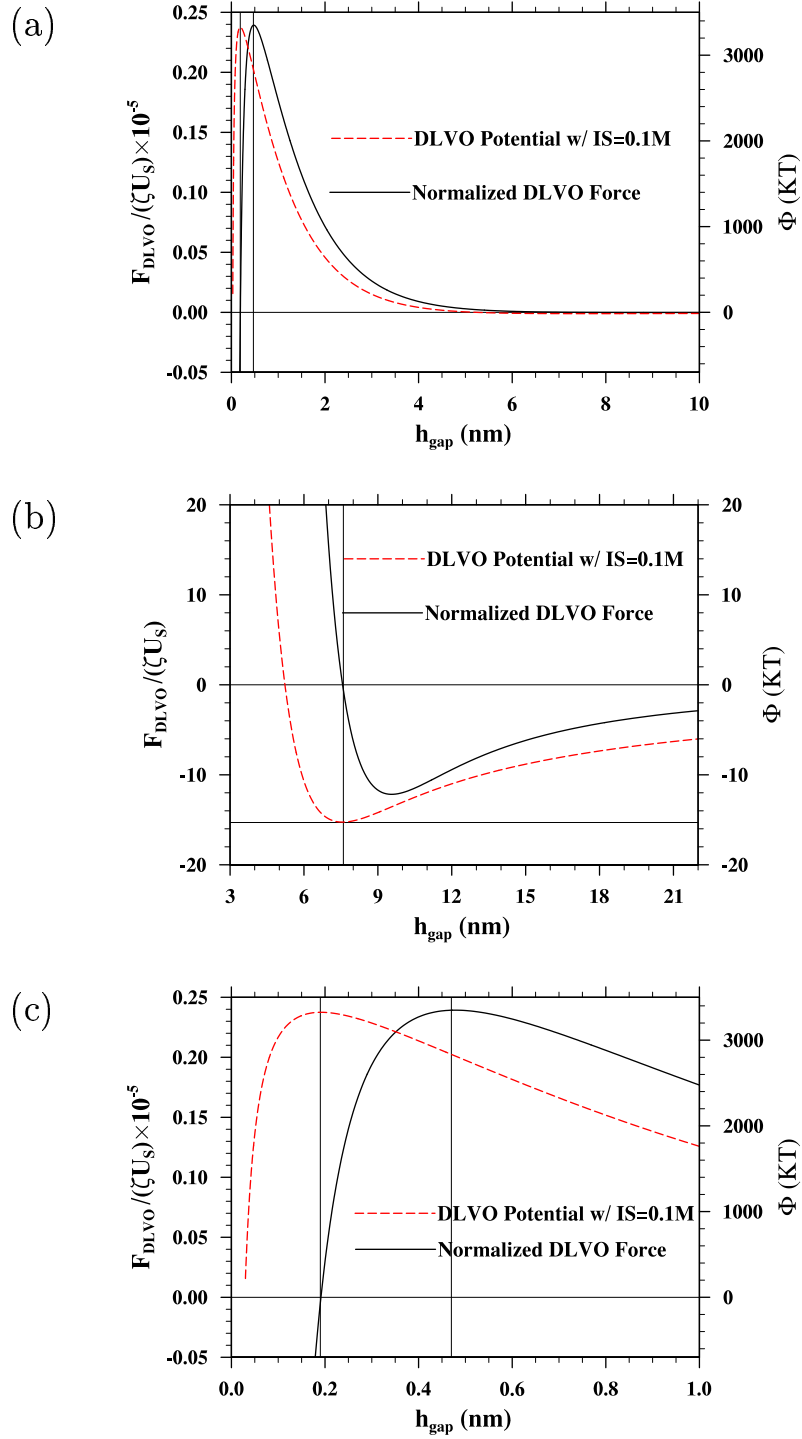 (a)
0.25
0.20
0.15
0.10
0.05
0.00
-0.05
F_DLVO/(ζU_S)×10^-5
DLVO Potential w/ IS=0.1M
Normalized DLVO Force
3000
2000
1000
0
Φ (KT)
0 2 4 6 8 10
h_gap (nm)
(b)
20
10
0
-10
-20
F_DLVO/(ζU_S)
DLVO Potential w/ IS=0.1M
Normalized DLVO Force
20
10
0
-10
-20
Φ (KT)
3 6 9 12 15 18 21
h_gap (nm)
(c)
0.25
0.20
0.15
0.10
0.05
0.00
-0.05
F_DLVO/(ζU_S)×10^-5
DLVO Potential w/ IS=0.1M
Normalized DLVO Force
3000
2000
1000
0
Φ (KT)
0.0 0.2 0.4 0.6 0.8 1.0
h_gap (nm)